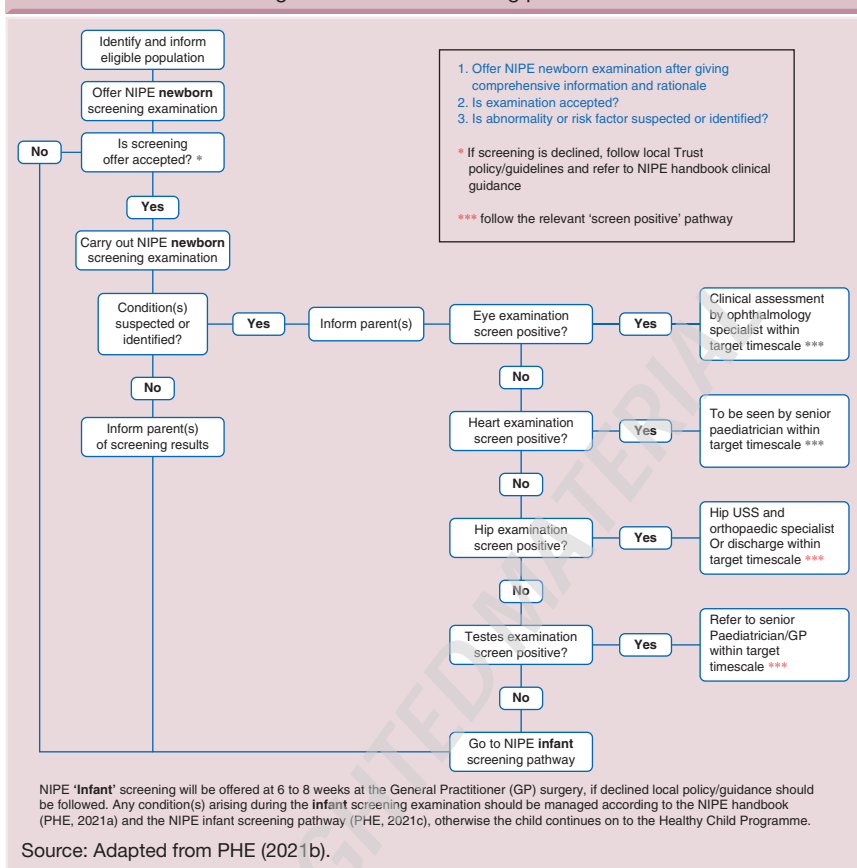 Identify and inform
eligible population
Offer NIPE newborn
screening examination
Is screening
offer accepted? *
No
Yes
Carry out NIPE newborn
screening examination
Condition(s)
suspected or
identified?
No
Inform parent(s)
of screening results
1. Offer NIPE newborn examination after giving
comprehensive information and rationale
2. Is examination accepted?
3. Is abnormality or risk factor suspected or identified?
* If screening is declined, follow local Trust
policy/guidelines and refer to NIPE handbook clinical
guidance
*** follow the relevant ‘screen positive’ pathway
Yes
Inform parent(s)
Eye examination
screen positive?
Yes
Clinical assessment
by ophthalmology
specialist within
target timescale ***
No
Heart examination
screen positive?
Yes
To be seen by senior
paediatrician within
target timescale ***
No
Hip examination
screen positive?
Yes
Hip USS and
orthopaedic specialist
Or discharge within
target timescale ***
No
Testes examination
screen positive?
Yes
Refer to senior
Paediatrician/GP
within target
timescale ***
No
Go to NIPE infant
screening pathway
NIPE ‘Infant’ screening will be offered at 6 to 8 weeks at the General Practitioner (GP) surgery, if declined local policy/guidance should
be followed. Any condition(s) arising during the infant screening examination should be managed according to the NIPE handbook
(PHE, 2021a) and the NIPE infant screening pathway (PHE, 2021c), otherwise the child continues on to the Healthy Child Programme.
Source: Adapted from PHE (2021b).